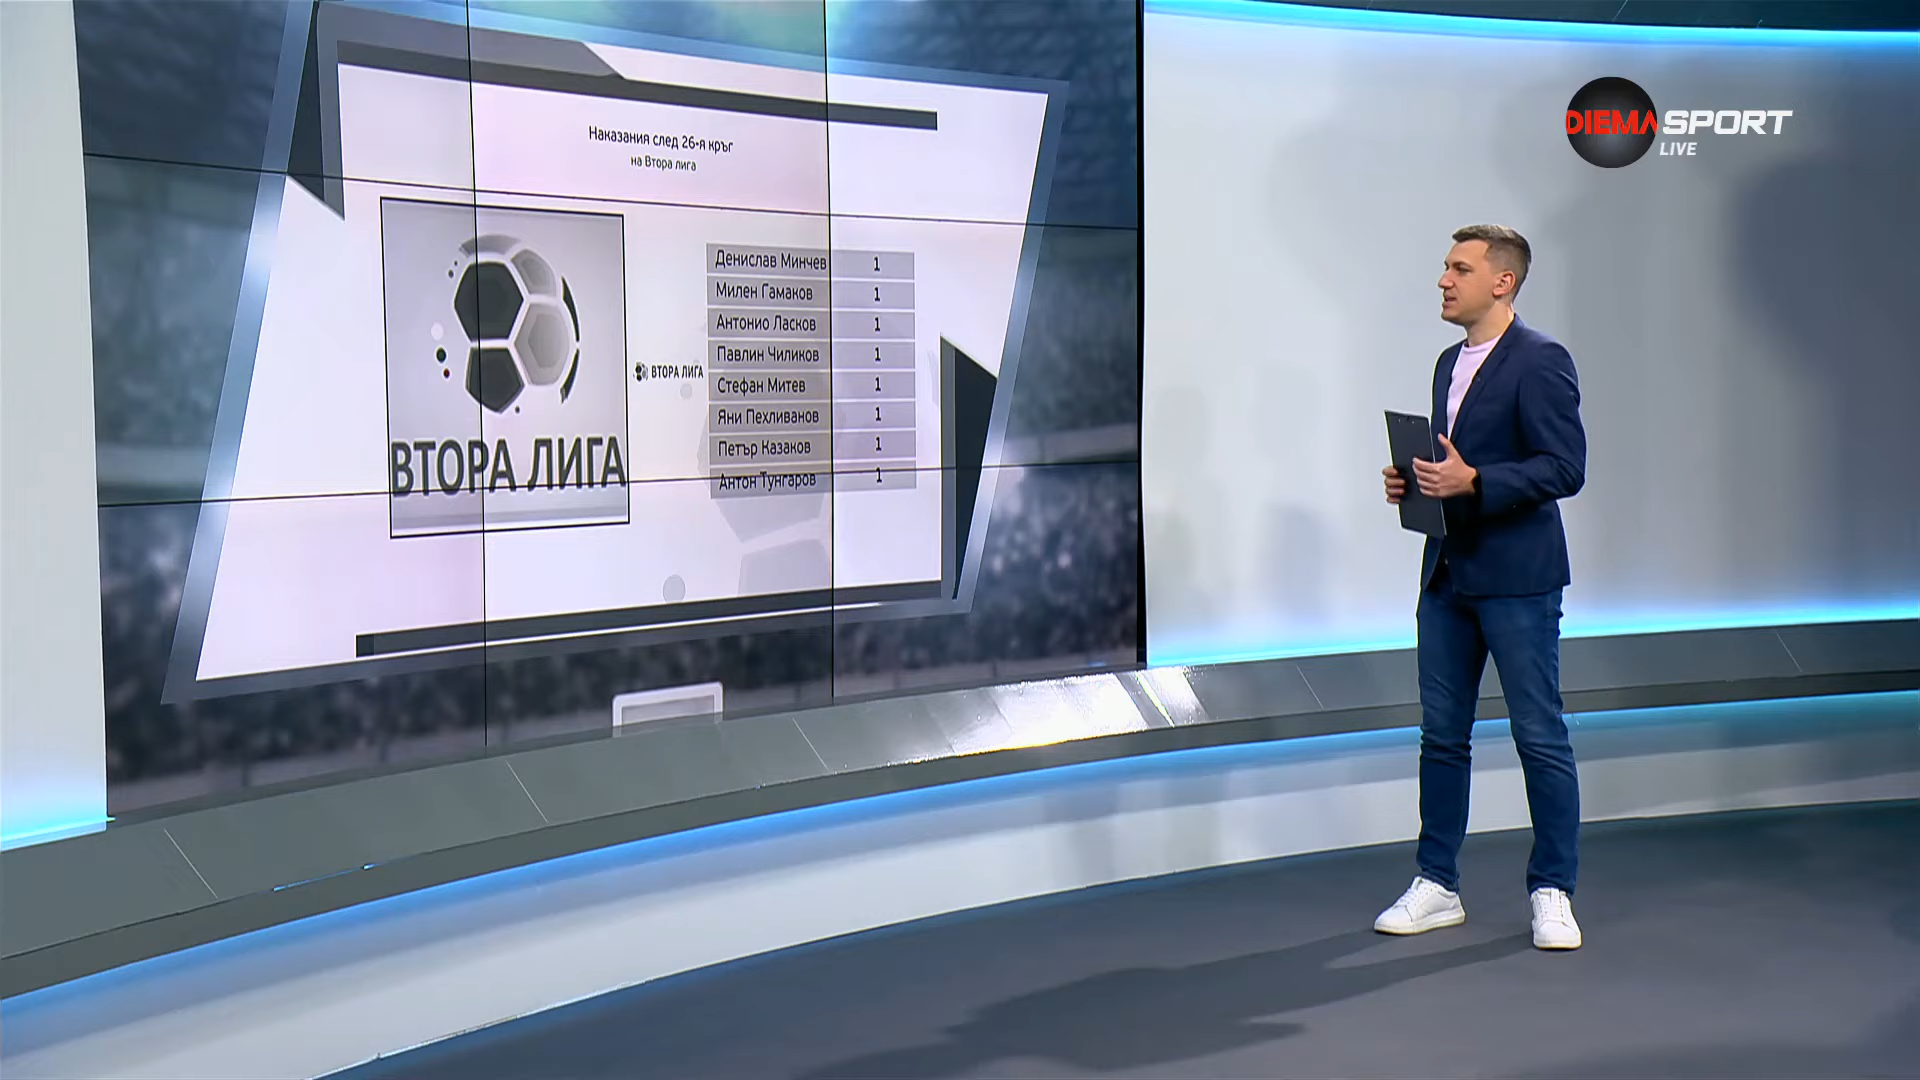 DIEMA SPORT
LIVE
Наказания след 26-я кръг
на Втора лига
ВТОРА ЛИГА
ВТОРА ЛИГА
Денислав Минчев 1
Милен Гамаков 1
Антонио Ласков 1
Павлин Чиликов 1
Стефан Митев 1
Яни Пехливанов 1
Петър Казаков 1
Антон Тунгаров 1